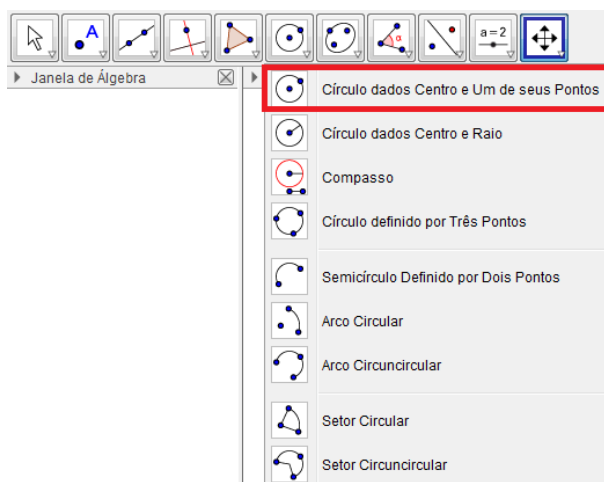 A
α
a=2
Janela de Álgebra
Círculo dados Centro e Um de seus Pontos
Círculo dados Centro e Raio
Compasso
Círculo definido por Três Pontos
Semicírculo Definido por Dois Pontos
Arco Circular
Arco Circuncircular
Setor Circular
Setor Circuncircular